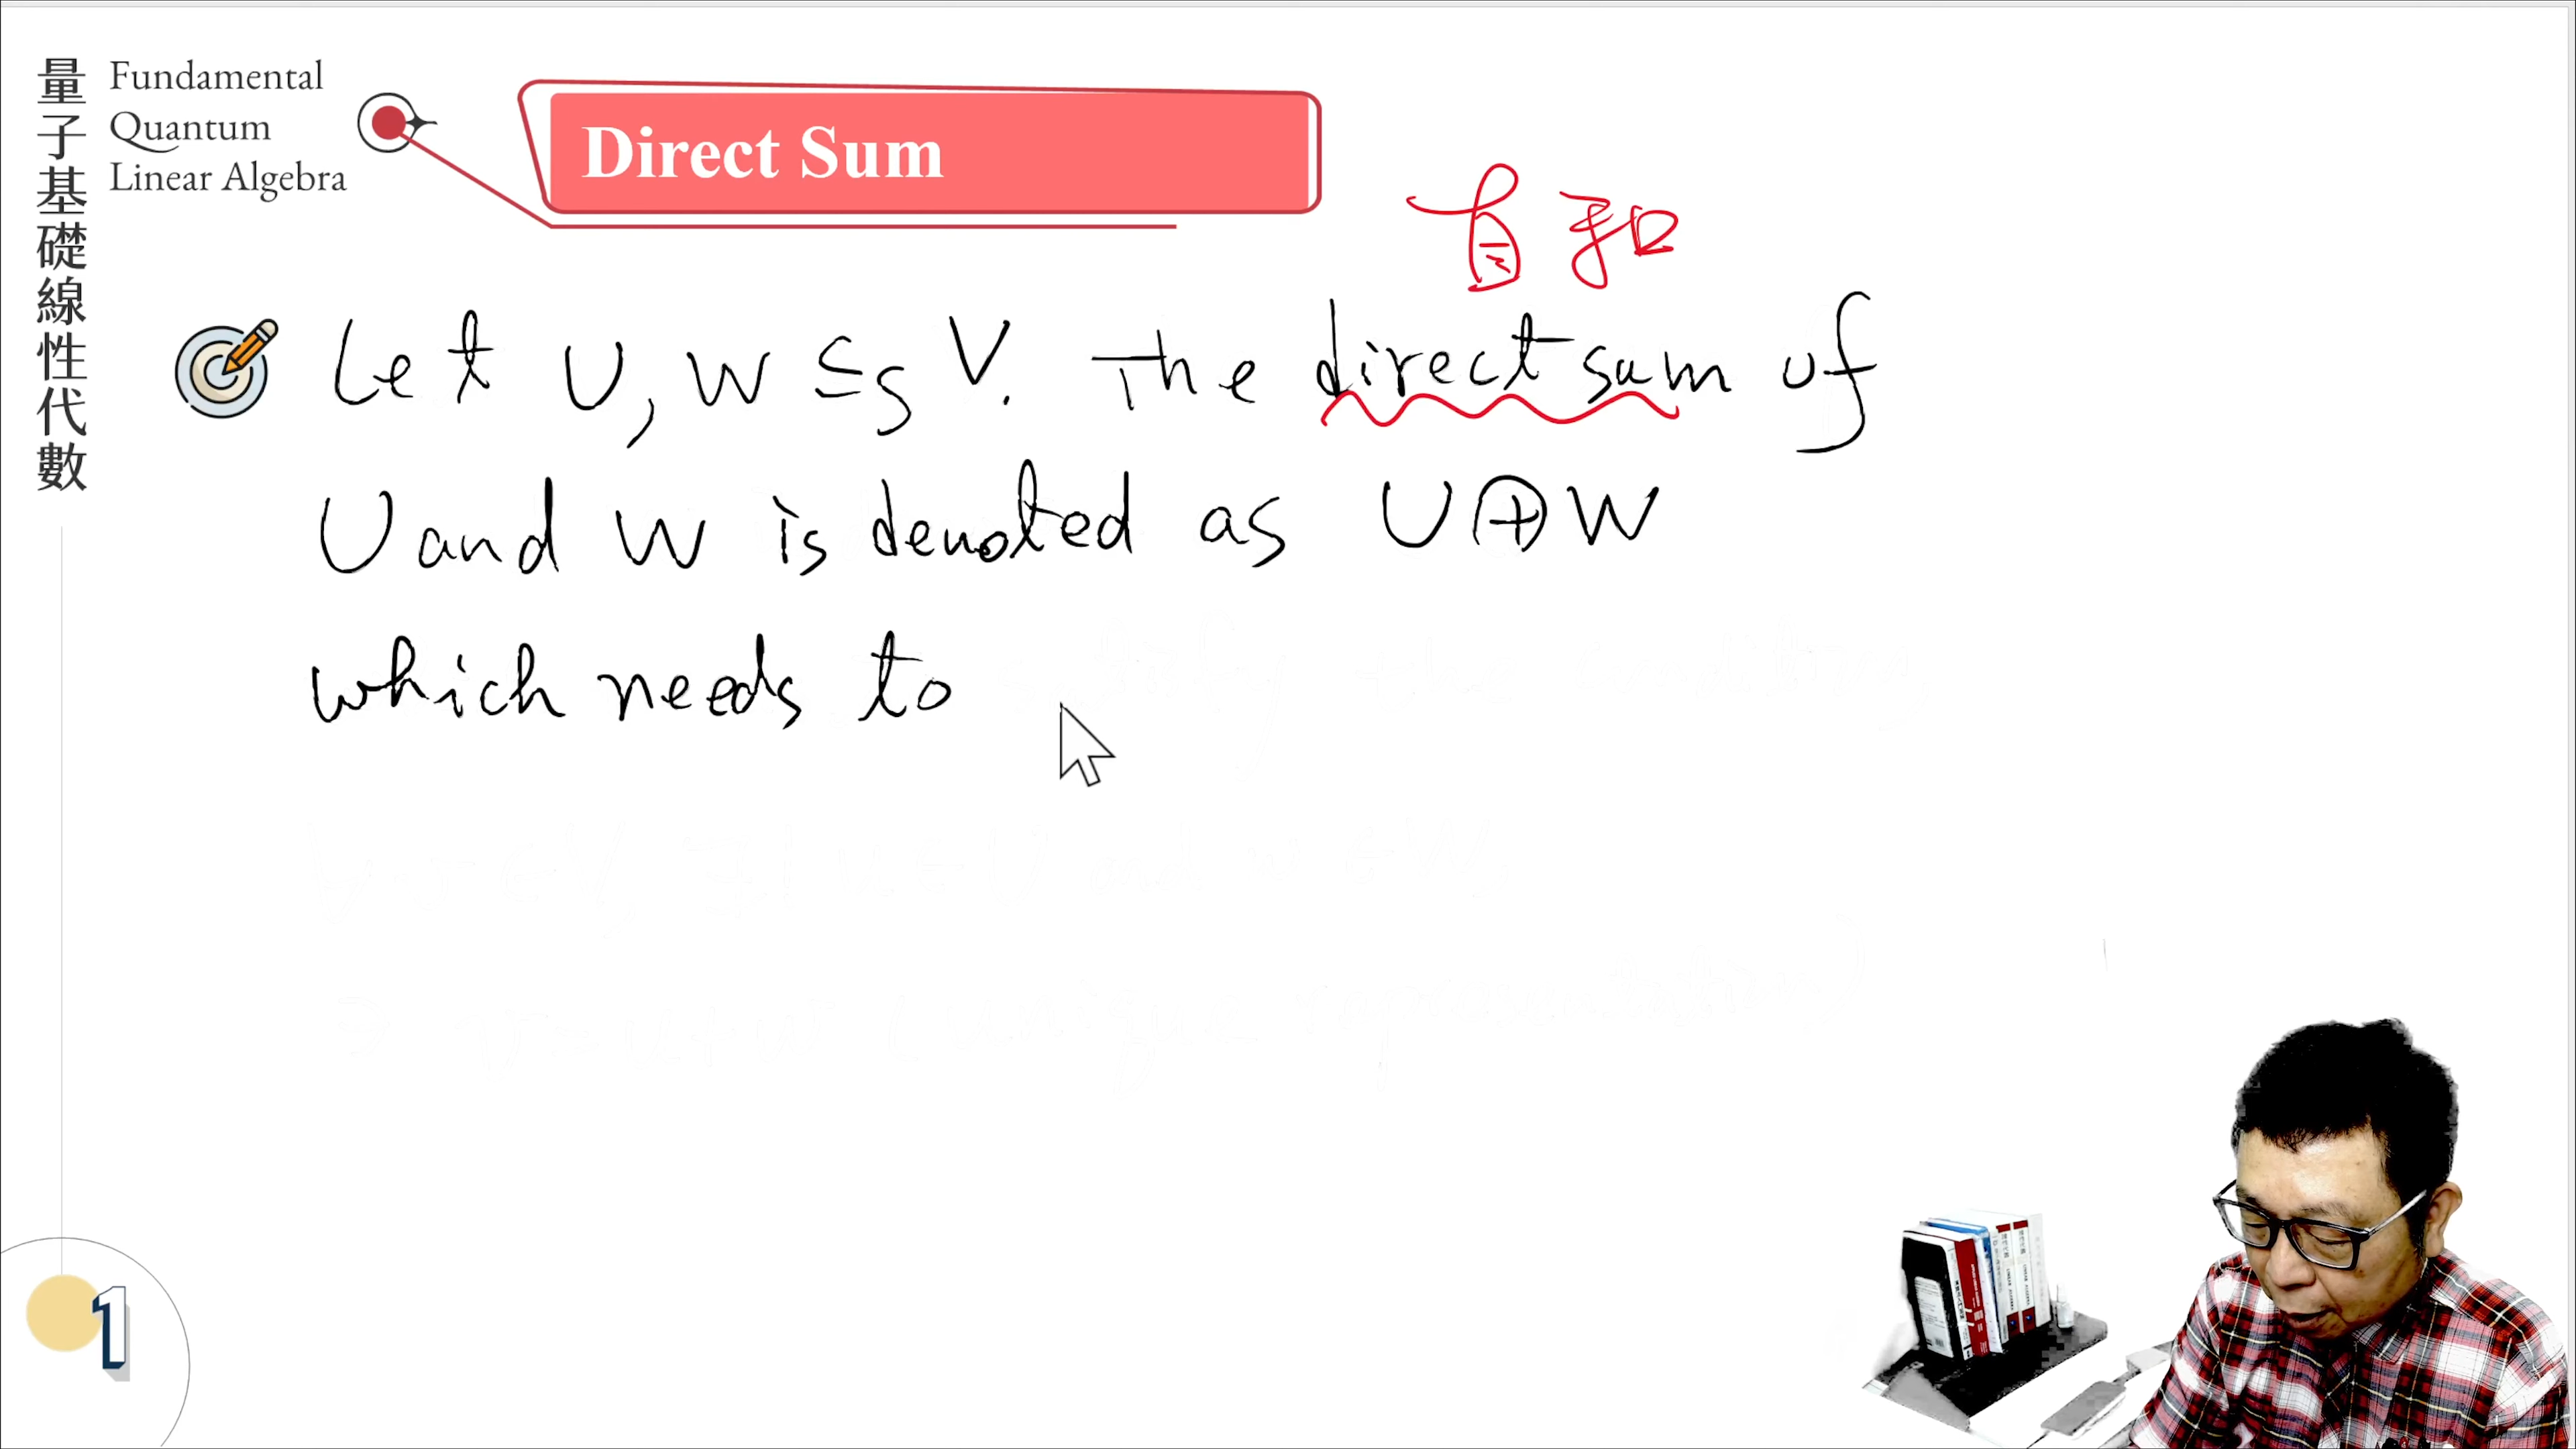 量子基礎線性代數
Fundamental
Quantum
Linear Algebra
Direct Sum
直和
Let U, W ⊆s V. The direct sum of
U and W is denoted as U⊕W
which needs to
1